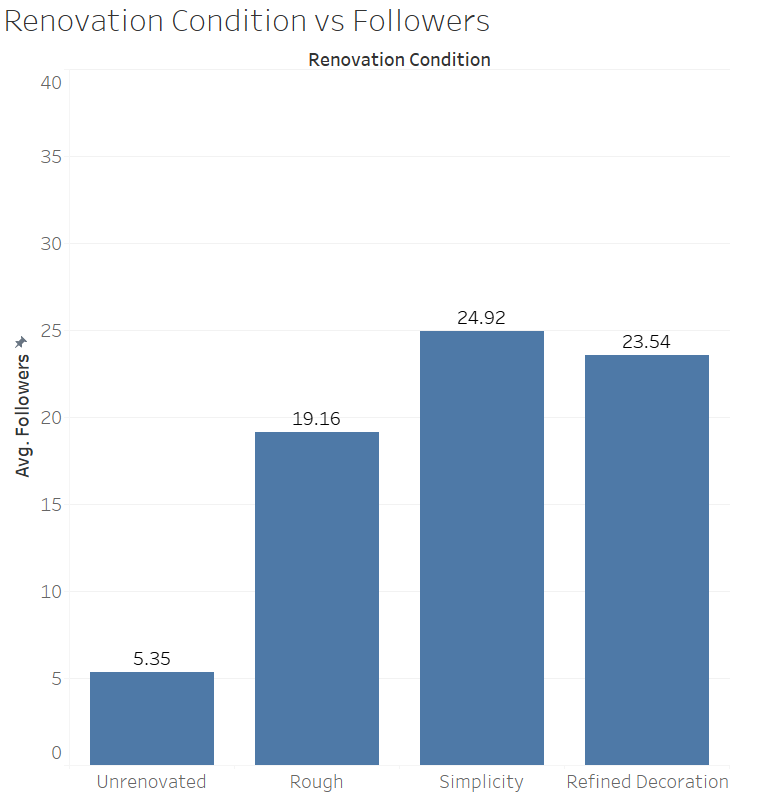 Renovation Condition vs Followers
Renovation Condition
40
35
30
25
20
15
10
5
0
Avg. Followers
5.35
19.16
24.92
23.54
Unrenovated
Rough
Simplicity
Refined Decoration